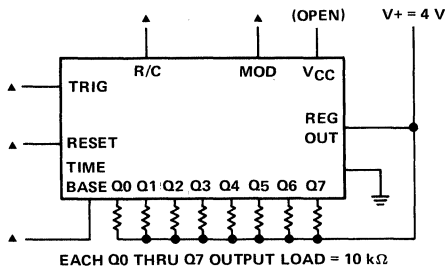 (OPEN) V+ = 4 V
R/C MOD VCC
TRIG
REG
OUT
RESET
TIME
BASE Q0 Q1 Q2 Q3 Q4 Q5 Q6 Q7
EACH Q0 THRU Q7 OUTPUT LOAD = 10 kΩ